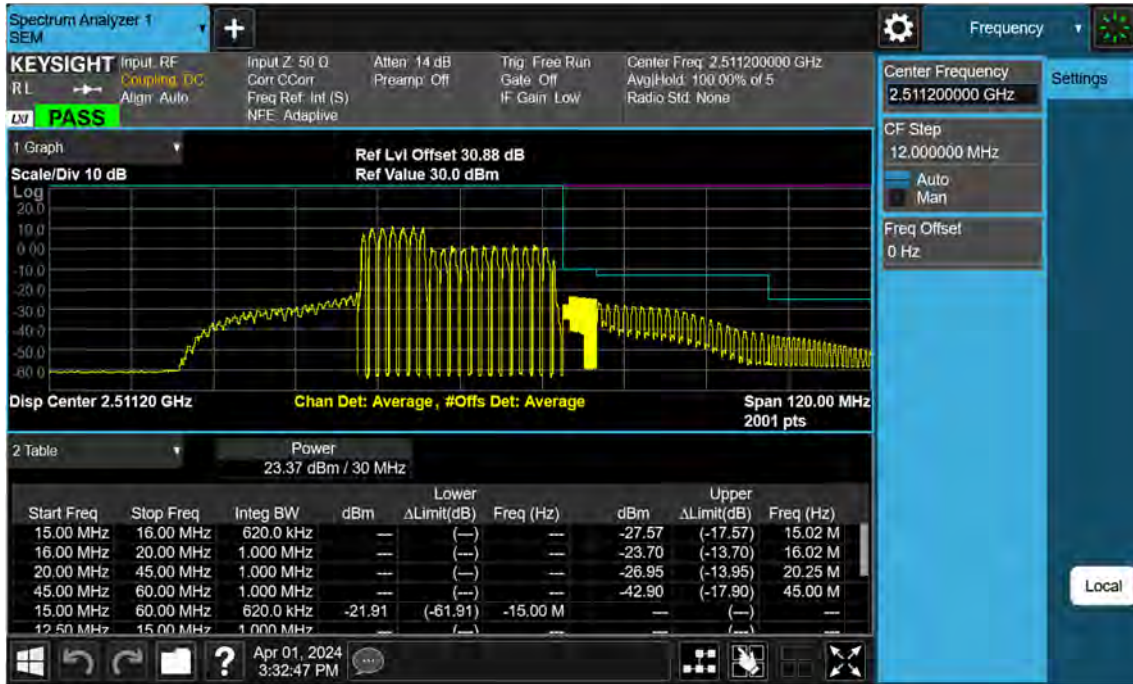 Spectrum Analyzer 1
SEM
Frequency
KEYSIGHT
RL
LXI PASS
Input: RF
Coupling: DC
Align: Auto
Input Z: 50 Ω
Corr CCorr
Freq Ref: Int (S)
NFE: Adaptive
Atten: 14 dB
Preamp: Off
Trig: Free Run
Gate: Off
IF Gain: Low
Center Freq: 2.511200000 GHz
Avg|Hold: 100.00% of 5
Radio Std: None
Center Frequency
2.511200000 GHz
Settings
CF Step
12.000000 MHz
Auto
Man
Freq Offset
0 Hz
1 Graph
Scale/Div 10 dB
Ref Lvl Offset 30.88 dB
Ref Value 30.0 dBm
Log
20.0
10.0
0.00
-10.0
-20.0
-30.0
-40.0
-50.0
-60.0
Disp Center 2.51120 GHz
Chan Det: Average, #Offs Det: Average
Span 120.00 MHz
2001 pts
2 Table
Power
23.37 dBm / 30 MHz
Lower Upper
Start Freq Stop Freq Integ BW dBm ΔLimit(dB) Freq (Hz) dBm ΔLimit(dB) Freq (Hz)
15.00 MHz 16.00 MHz 620.0 kHz --- (---) --- -27.57 (-17.57) 15.02 M
16.00 MHz 20.00 MHz 1.000 MHz --- (---) --- -23.70 (-13.70) 16.02 M
20.00 MHz 45.00 MHz 1.000 MHz --- (---) --- -26.95 (-13.95) 20.25 M
45.00 MHz 60.00 MHz 1.000 MHz --- (---) --- -42.90 (-17.90) 45.00 M
15.00 MHz 60.00 MHz 620.0 kHz -21.91 (-61.91) -15.00 M --- (---) ---
12.50 MHz 15.00 MHz 1.000 MHz --- (---) --- --- (---) ---
Local
?
Apr 01, 2024
3:32:47 PM